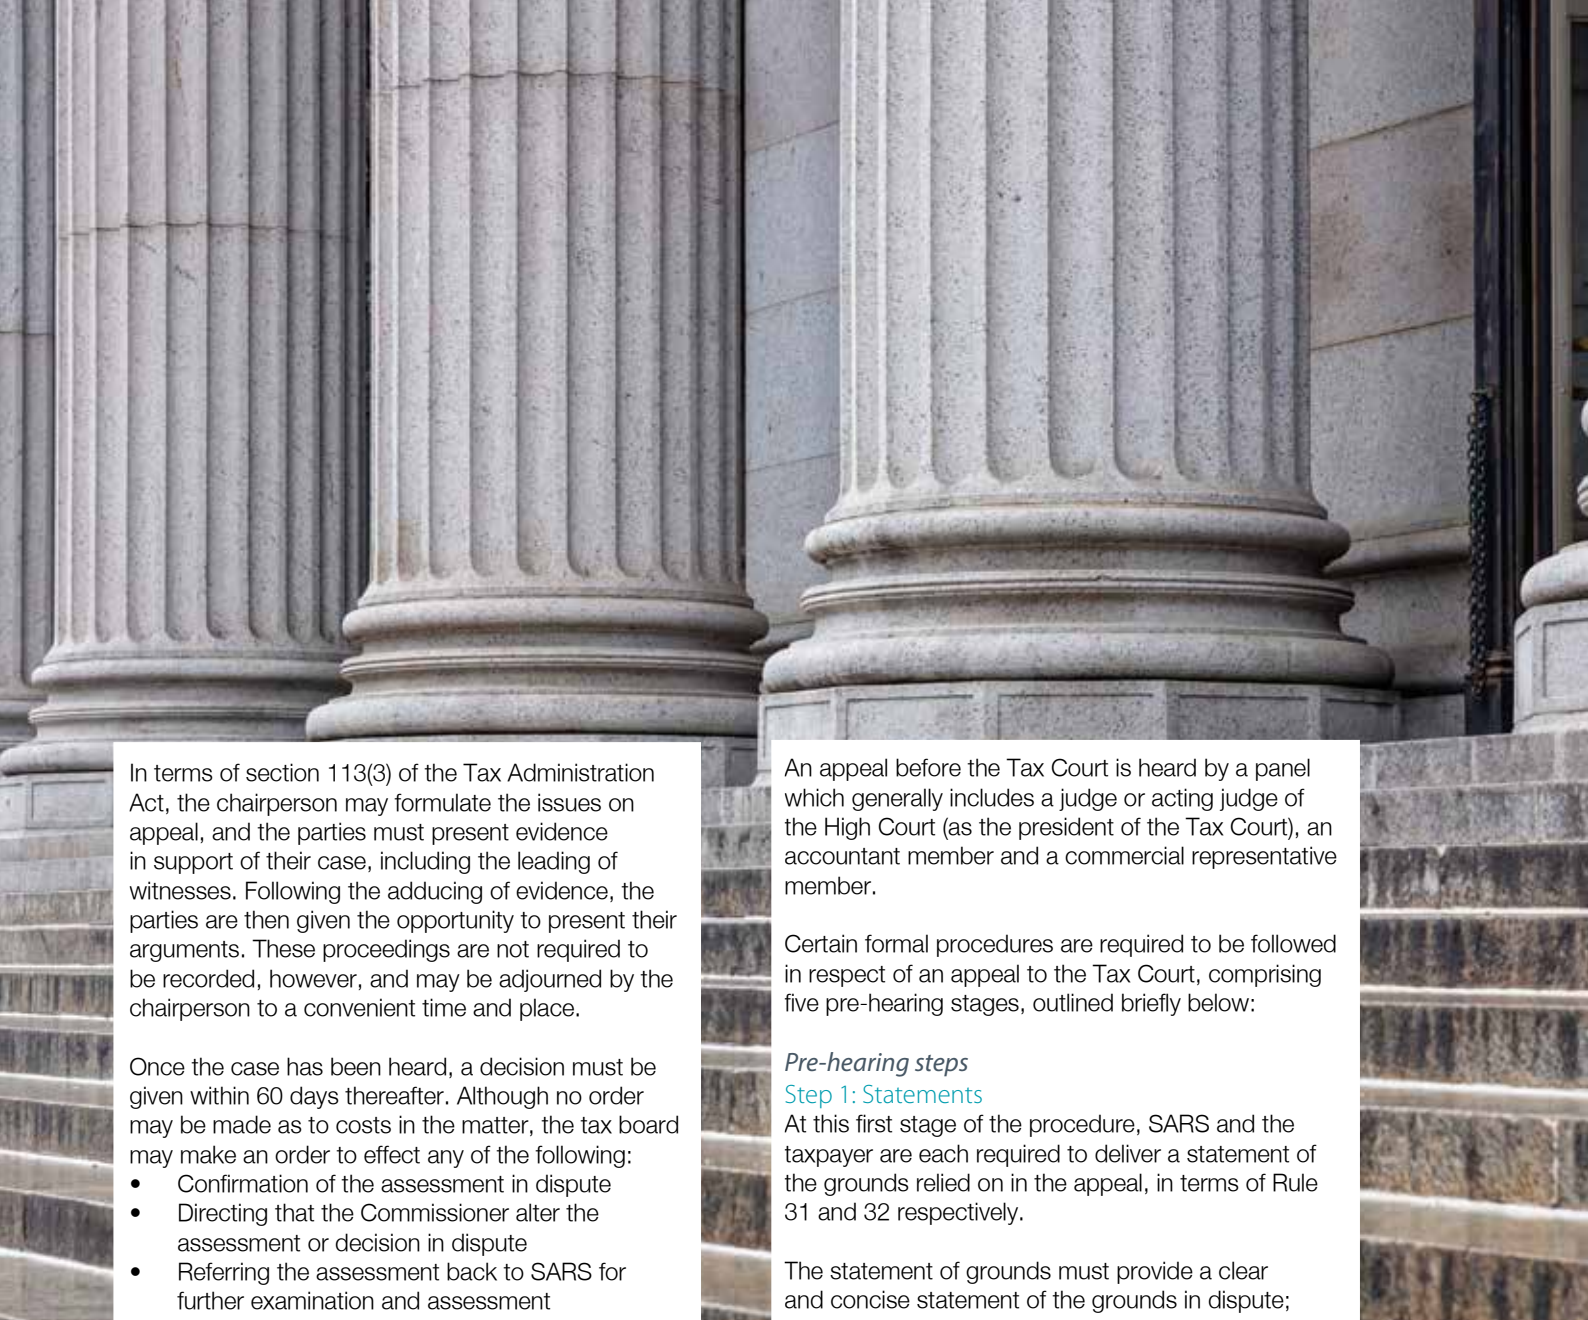 In terms of section 113(3) of the Tax Administration
Act, the chairperson may formulate the issues on
appeal, and the parties must present evidence
in support of their case, including the leading of
witnesses. Following the adducing of evidence, the
parties are then given the opportunity to present their
arguments. These proceedings are not required to
be recorded, however, and may be adjourned by the
chairperson to a convenient time and place.
Once the case has been heard, a decision must be
given within 60 days thereafter. Although no order
may be made as to costs in the matter, the tax board
may make an order to effect any of the following:
• Confirmation of the assessment in dispute
• Directing that the Commissioner alter the
assessment or decision in dispute
• Referring the assessment back to SARS for
further examination and assessment
An appeal before the Tax Court is heard by a panel
which generally includes a judge or acting judge of
the High Court (as the president of the Tax Court), an
accountant member and a commercial representative
member.
Certain formal procedures are required to be followed
in respect of an appeal to the Tax Court, comprising
five pre-hearing stages, outlined briefly below:
Pre-hearing steps
Step 1: Statements
At this first stage of the procedure, SARS and the
taxpayer are each required to deliver a statement of
the grounds relied on in the appeal, in terms of Rule
31 and 32 respectively.
The statement of grounds must provide a clear
and concise statement of the grounds in dispute;